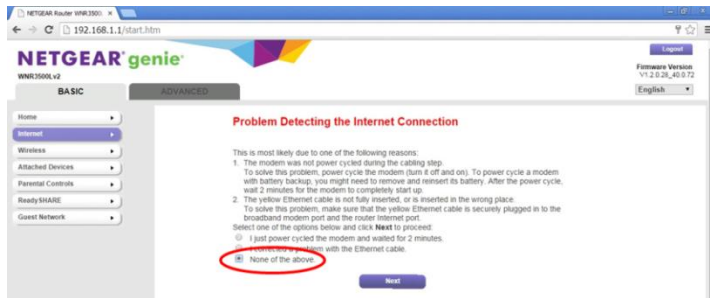 NETGEAR Router WNR3500L
192.168.1.1/start.htm
NETGEAR® genie®
Logout
WNR3500Lv2
Firmware Version
V1.2.0.28_40.0.72
BASIC
ADVANCED
English
Home
Internet
Wireless
Attached Devices
Parental Controls
ReadySHARE
Guest Network
Problem Detecting the Internet Connection
This is most likely due to one of the following reasons:
1. The modem was not power cycled during the cabling step.
To solve this problem, power cycle the modem (turn it off and on). To power cycle a modem
with battery backup, you might need to remove and reinsert its battery. After the power cycle,
wait 2 minutes for the modem to completely start up.
2. The yellow Ethernet cable is not fully inserted, or is inserted in the wrong place.
To solve this problem, make sure that the yellow Ethernet cable is securely plugged in to the
broadband modem port and the router Internet port.
Select one of the options below and click Next to proceed:
I just power cycled the modem and waited for 2 minutes.
I corrected a problem with the Ethernet cable.
None of the above.
Next